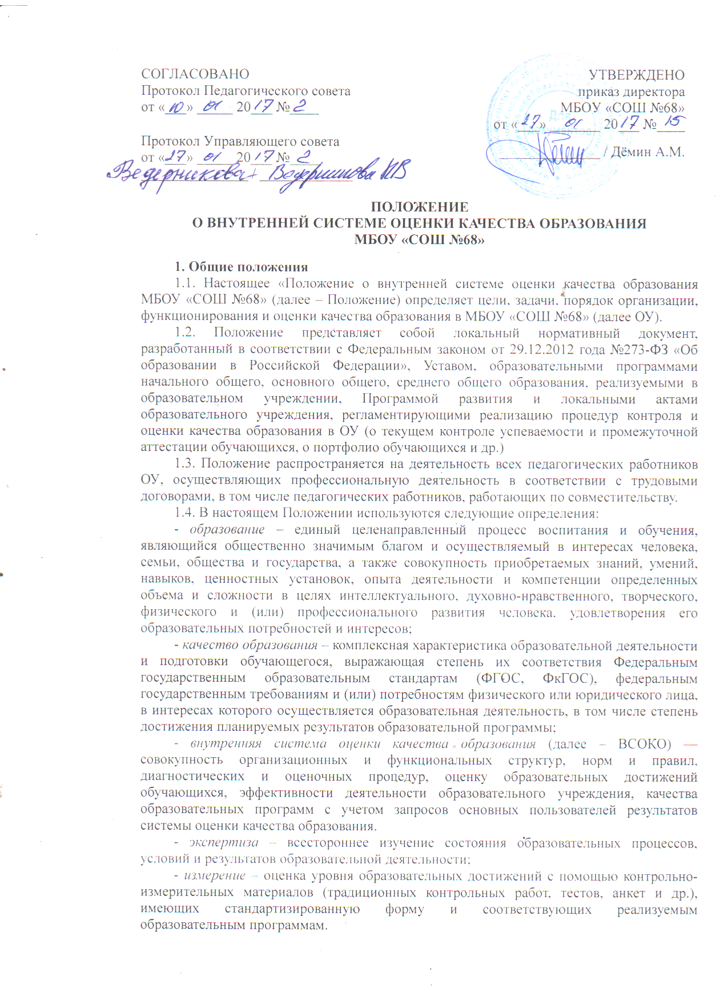 СОГЛАСОВАНО
Протокол Педагогического совета
от «10» 01 2017 №2
Протокол Управляющего совета
от «27» 01 2017 № 2
Ведерникова / Ведерникова НВ
УТВЕРЖДЕНО
приказ директора
МБОУ «СОШ №68»
от «27» 01 2017 № 15
/ Дёмин А.М.
ПОЛОЖЕНИЕ
О ВНУТРЕННЕЙ СИСТЕМЕ ОЦЕНКИ КАЧЕСТВА ОБРАЗОВАНИЯ
МБОУ «СОШ №68»
1. Общие положения
1.1. Настоящее «Положение о внутренней системе оценки качества образования
МБОУ «СОШ №68» (далее – Положение) определяет цели, задачи, порядок организации,
функционирования и оценки качества образования в МБОУ «СОШ №68» (далее ОУ).
1.2. Положение представляет собой локальный нормативный документ,
разработанный в соответствии с Федеральным законом от 29.12.2012 года №273-ФЗ «Об
образовании в Российской Федерации», Уставом, образовательными программами
начального общего, основного общего, среднего общего образования, реализуемыми в
образовательном учреждении, Программой развития и локальными актами
образовательного учреждения, регламентирующими реализацию процедур контроля и
оценки качества образования в ОУ (о текущем контроле успеваемости и промежуточной
аттестации обучающихся, о портфолио обучающихся и др.)
1.3. Положение распространяется на деятельность всех педагогических работников
ОУ, осуществляющих профессиональную деятельность в соответствии с трудовыми
договорами, в том числе педагогических работников, работающих по совместительству.
1.4. В настоящем Положении используются следующие определения:
- образование – единый целенаправленный процесс воспитания и обучения,
являющийся общественно значимым благом и осуществляемый в интересах человека,
семьи, общества и государства, а также совокупность приобретаемых знаний, умений,
навыков, ценностных установок, опыта деятельности и компетенции определенных
объема и сложности в целях интеллектуального, духовно-нравственного, творческого,
физического и (или) профессионального развития человека, удовлетворения его
образовательных потребностей и интересов;
- качество образования – комплексная характеристика образовательной деятельности
и подготовки обучающегося, выражающая степень их соответствия Федеральным
государственным образовательным стандартам (ФГОС, ФкГОС), федеральным
государственным требованиям и (или) потребностям физического или юридического лица,
в интересах которого осуществляется образовательная деятельность, в том числе степень
достижения планируемых результатов образовательной программы;
- внутренняя система оценки качества образования (далее – ВСОКО) —
совокупность организационных и функциональных структур, норм и правил,
диагностических и оценочных процедур, оценку образовательных достижений
обучающихся, эффективности деятельности образовательного учреждения, качества
образовательных программ с учетом запросов основных пользователей результатов
системы оценки качества образования.
- экспертиза – всестороннее изучение состояния образовательных процессов,
условий и результатов образовательной деятельности;
- измерение – оценка уровня образовательных достижений с помощью контрольно-
измерительных материалов (традиционных контрольных работ, тестов, анкет и др.),
имеющих стандартизированную форму и соответствующих реализуемым
образовательным программам.